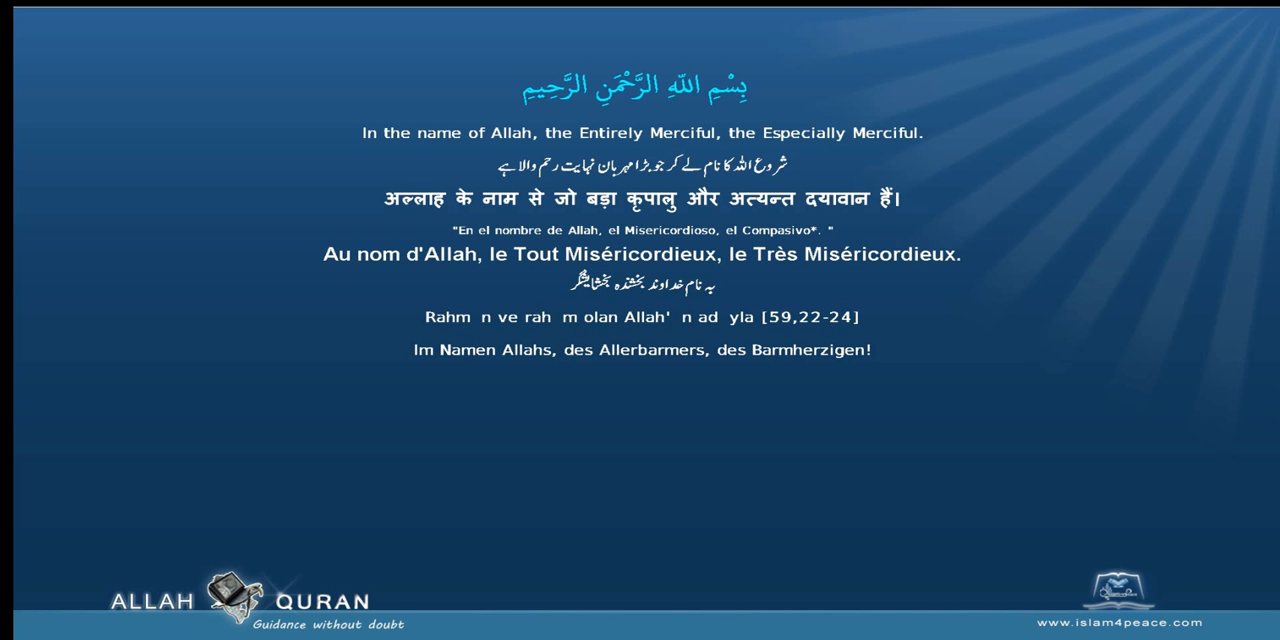 بِسْمِ اللّٰهِ الرَّحْمَنِ الرَّحِيمِ
In the name of Allah, the Entirely Merciful, the Especially Merciful.
شروع الله کا نام لے کر جو بڑا مہربان نہایت رحم والا ہے
अल्लाह के नाम से जो बड़ा कृपालु और अत्यन्त दयावान हैं।
"En el nombre de Allah, el Misericordioso, el Compasivo*. "
Au nom d'Allah, le Tout Miséricordieux, le Très Miséricordieux.
به نام خداوند بخشنده بخشایشگر
Rahm n ve rah m olan Allah' n ad yla [59,22-24]
Im Namen Allahs, des Allerbarmers, des Barmherzigen!
ALLAH QURAN
Guidance without doubt
www.islam4peace.com